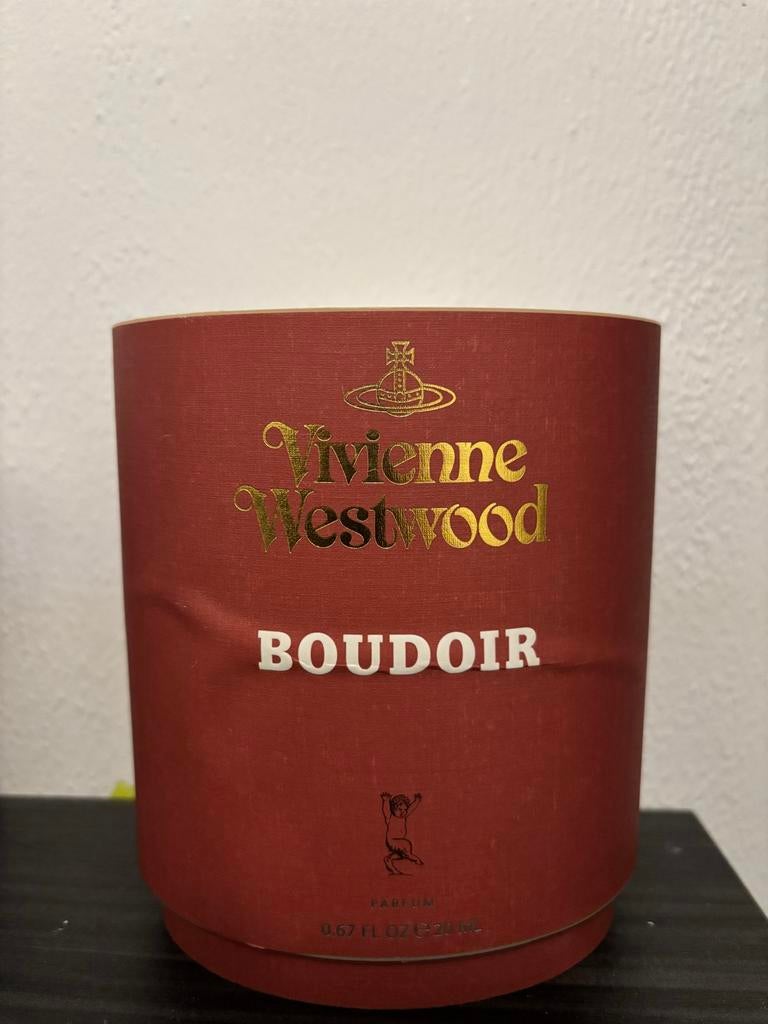 Vivienne
Westwood
BOUDOIR
PARFUM
0.67 FL OZ ℮ 20 ML